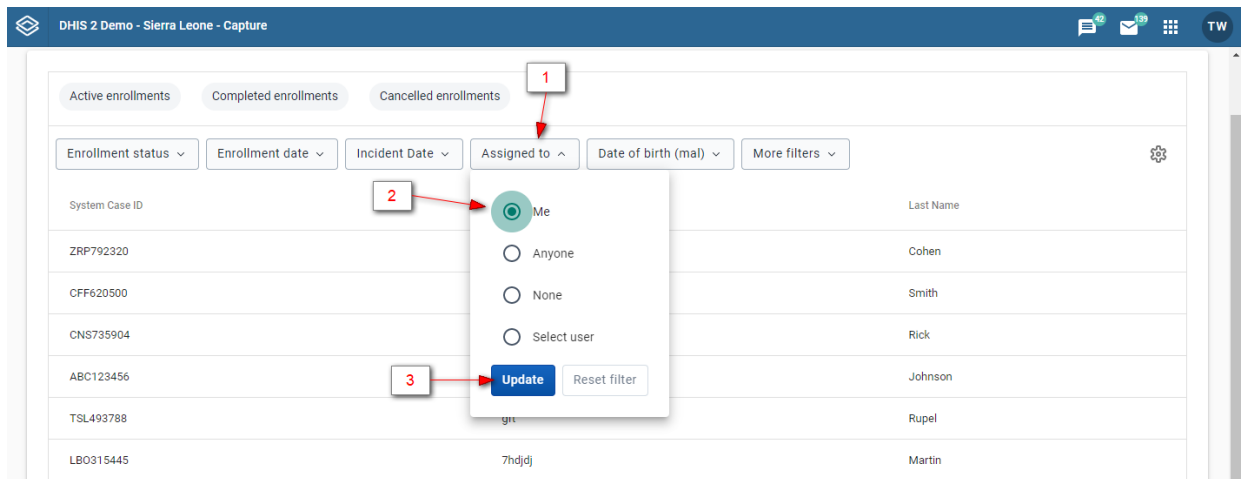 DHIS 2 Demo - Sierra Leone - Capture 42 139 TW
1
Active enrollments Completed enrollments Cancelled enrollments
Enrollment status Enrollment date Incident Date Assigned to Date of birth (mal) More filters
2
System Case ID Last Name
Me
ZRP792320 Anyone Cohen
CFF620500 None Smith
CNS735904 Select user Rick
ABC123456 3 Update Reset filter Johnson
TSL493788 Rupel
LBO315445 7hdjdj Martin